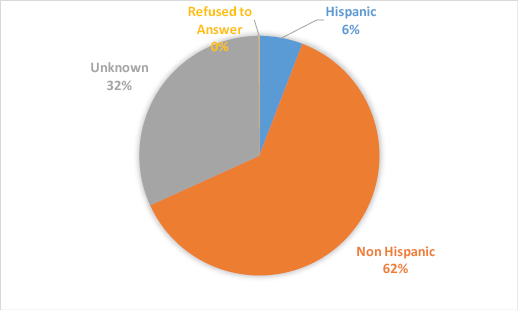 Refused to
Answer
0%
Hispanic
6%
Unknown
32%
Non Hispanic
62%